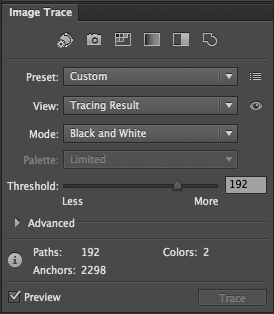 Image Trace
Preset: Custom
View: Tracing Result
Mode: Black and White
Palette: Limited
Threshold: 192
Less More
Advanced
Paths: 192 Colors: 2
Anchors: 2298
Preview Trace